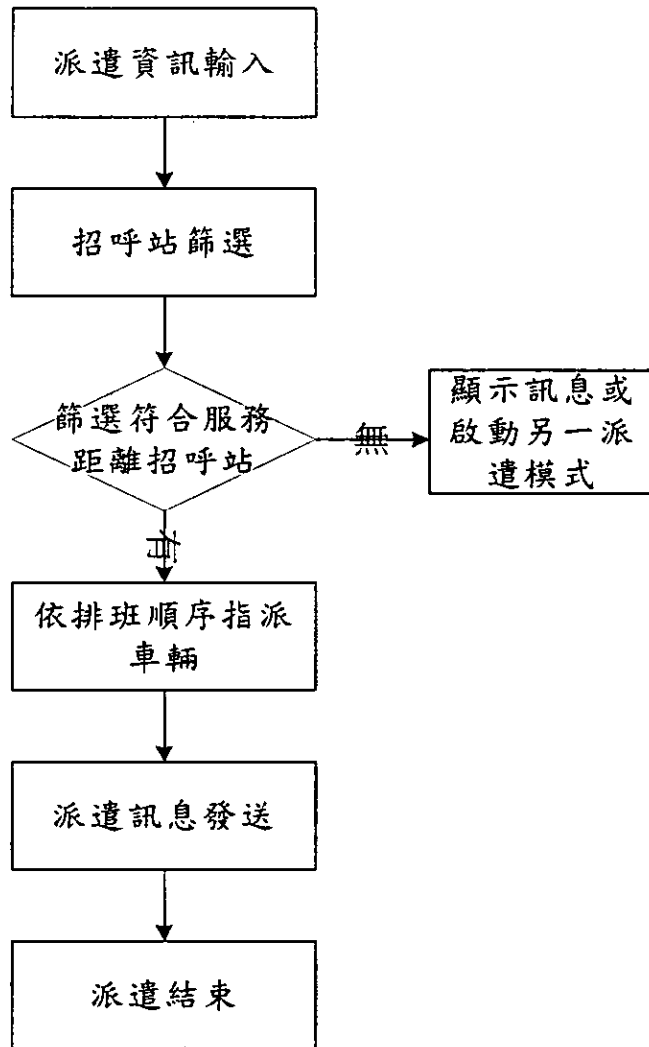 派遣資訊輸入
招呼站篩選
篩選符合服務
距離招呼站
無
顯示訊息或
啟動另一派
遣模式
有
依排班順序指派
車輛
派遣訊息發送
派遣結束